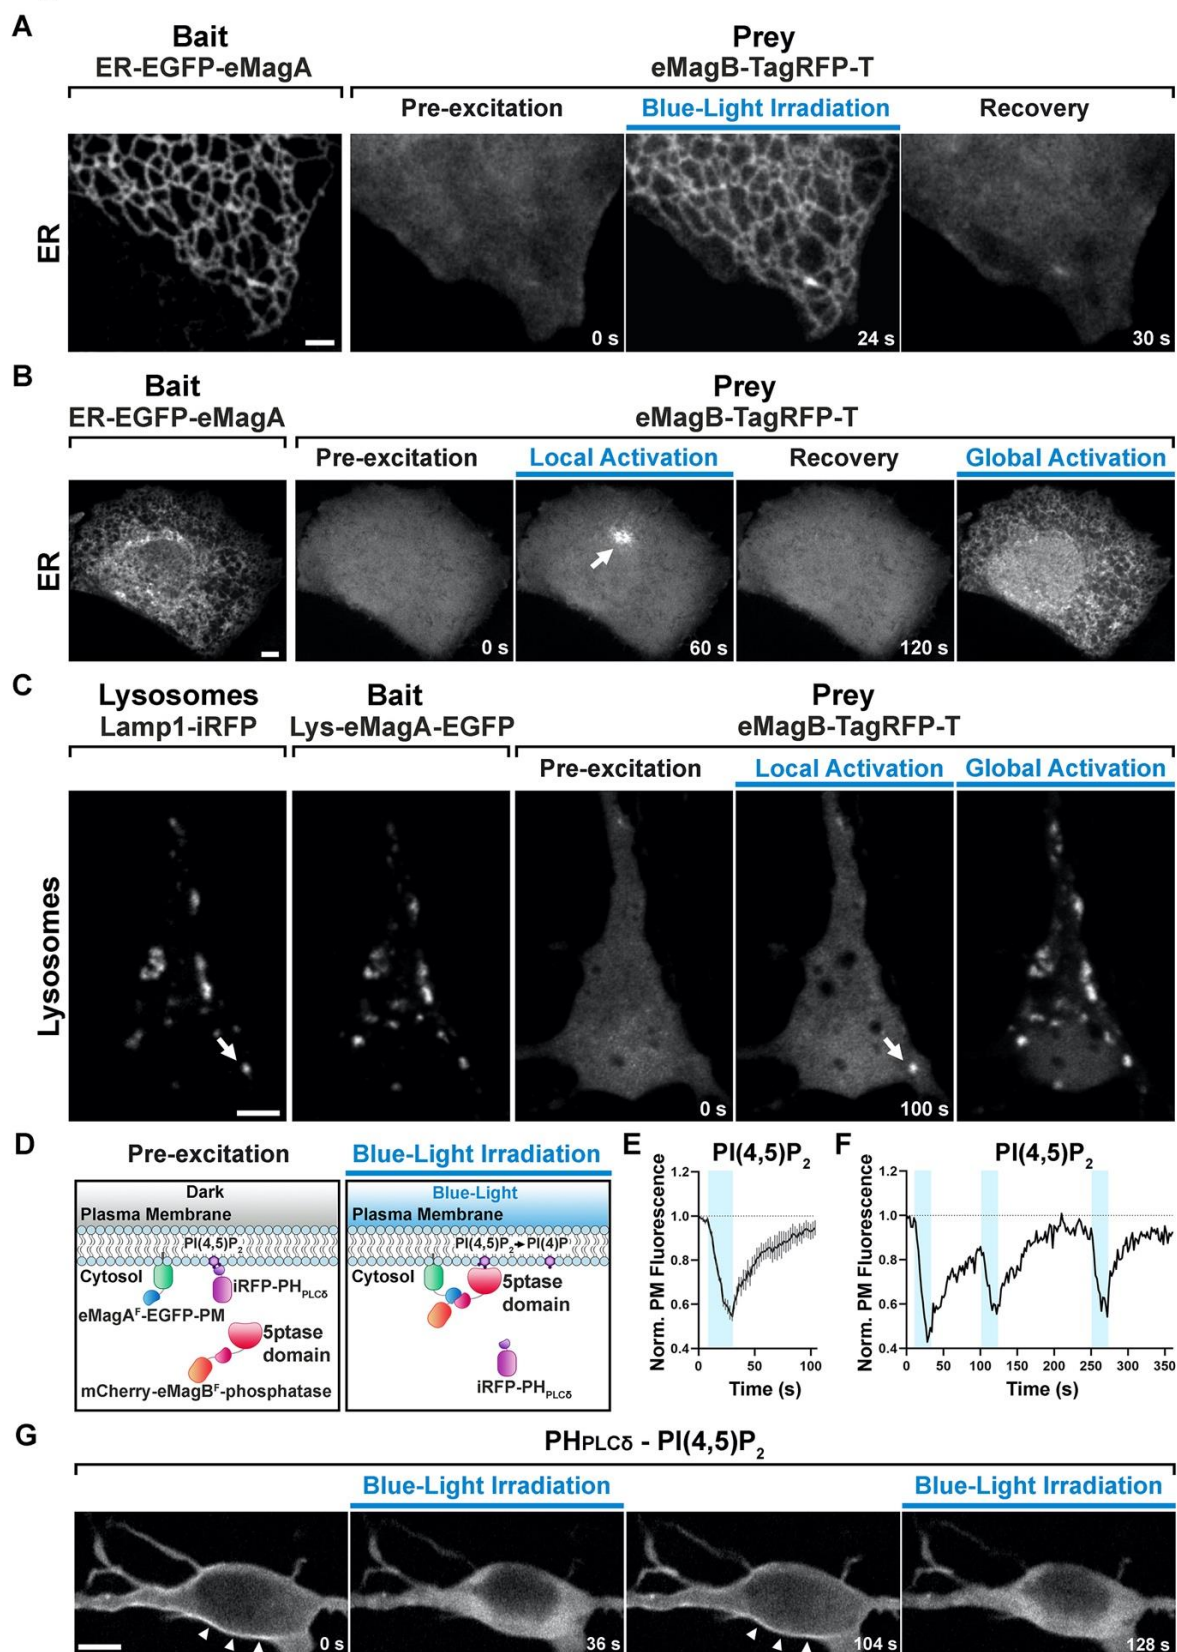 A
Bait
ER-EGFP-eMagA
Prey
eMagB-TagRFP-T
Pre-excitation
Blue-Light Irradiation
Recovery
ER
0 s
24 s
30 s
B
Bait
ER-EGFP-eMagA
Prey
eMagB-TagRFP-T
Pre-excitation
Local Activation
Recovery
Global Activation
ER
0 s
60 s
120 s
C
Lysosomes
Lamp1-iRFP
Bait
Lys-eMagA-EGFP
Prey
eMagB-TagRFP-T
Pre-excitation
Local Activation
Global Activation
Lysosomes
0 s
100 s
D
Pre-excitation
Dark
Plasma Membrane
PI(4,5)P2
Cytosol
iRFP-PHPLCδ
eMagAF-EGFP-PM
5ptase
domain
mCherry-eMagBF-phosphatase
Blue-Light Irradiation
Blue-Light
Plasma Membrane
PI(4,5)P2 → PI(4)P
Cytosol
5ptase
domain
iRFP-PHPLCδ
E
PI(4,5)P2
Norm. PM Fluorescence
1.2
1.0
0.8
0.6
0.4
0 50 100
Time (s)
F
PI(4,5)P2
Norm. PM Fluorescence
1.2
1.0
0.8
0.6
0.4
0 50 100 150 200 250 300 350
Time (s)
G
PHPLCδ - PI(4,5)P2
Blue-Light Irradiation
Blue-Light Irradiation
0 s
36 s
104 s
128 s